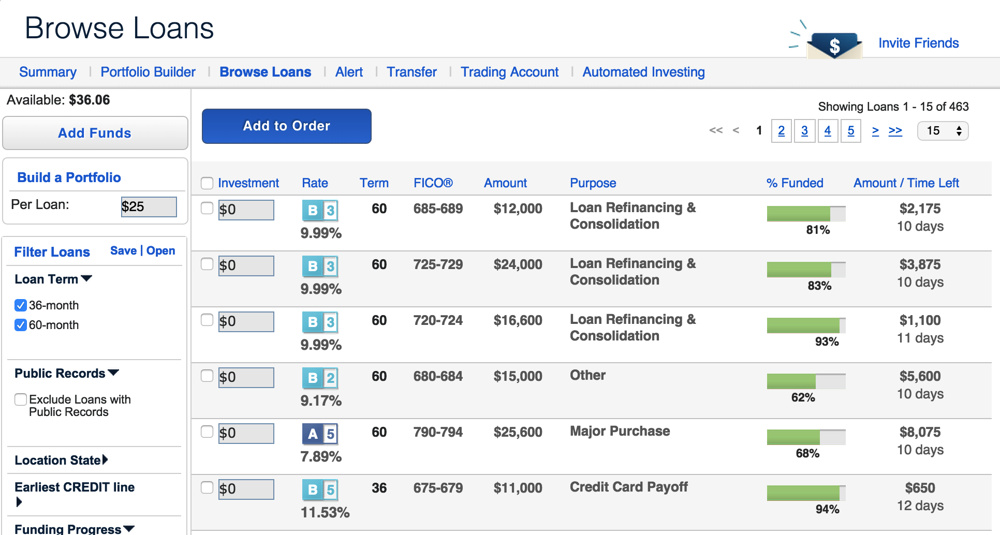 Browse Loans
$
Invite Friends
Summary | Portfolio Builder | Browse Loans | Alert | Transfer | Trading Account | Automated Investing
Available: $36.06
Add Funds
Build a Portfolio
Per Loan: $25
Filter Loans Save | Open
Loan Term
36-month
60-month
Public Records
Exclude Loans with
Public Records
Location State
Earliest CREDIT line
Funding Progress
Add to Order
Showing Loans 1 - 15 of 463
<< < 1 2 3 4 5 > >> 15
Investment Rate Term FICO® Amount Purpose % Funded Amount / Time Left
$0 B 3 60 685-689 $12,000 Loan Refinancing & $2,175
Consolidation
9.99% 81% 10 days
$0 B 3 60 725-729 $24,000 Loan Refinancing & $3,875
Consolidation
9.99% 83% 10 days
$0 B 3 60 720-724 $16,600 Loan Refinancing & $1,100
Consolidation
9.99% 93% 11 days
$0 B 2 60 680-684 $15,000 Other $5,600
9.17% 62% 10 days
$0 A 5 60 790-794 $25,600 Major Purchase $8,075
7.89% 68% 10 days
$0 B 5 36 675-679 $11,000 Credit Card Payoff $650
11.53% 94% 12 days